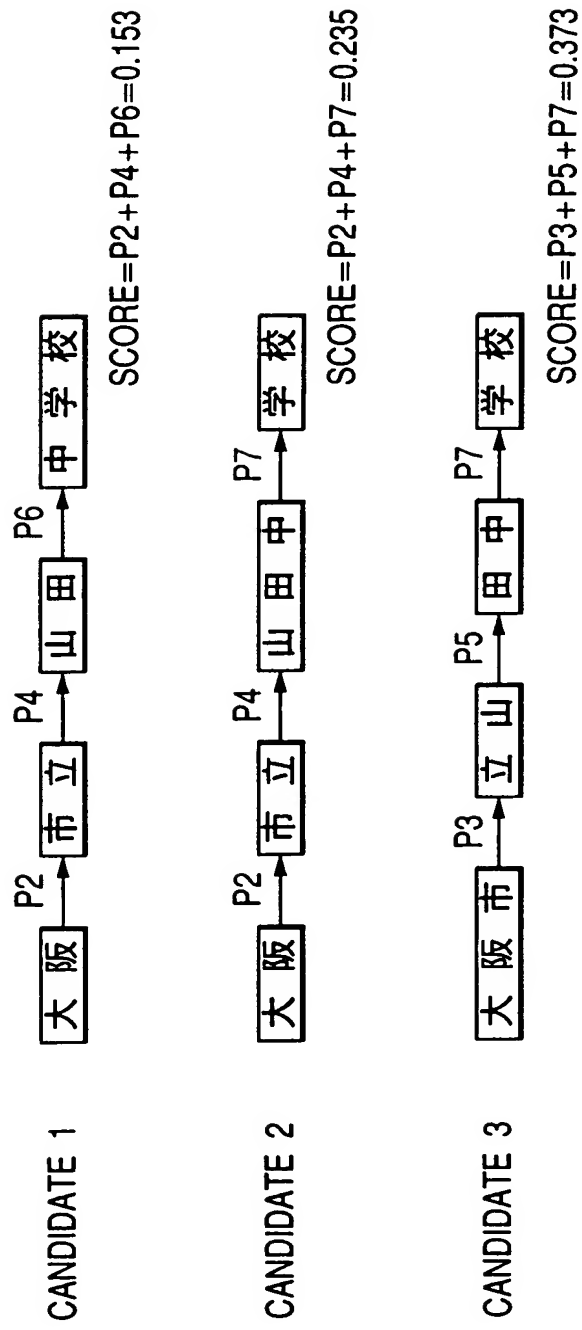 CANDIDATE 1
大阪 P2 市立 P4 山田 P6 中学校
SCORE=P2+P4+P6=0.153
CANDIDATE 2
大阪 P2 市立 P4 山田中 P7 学校
SCORE=P2+P4+P7=0.235
CANDIDATE 3
大阪市 P3 立山 P5 田中 P7 学校
SCORE=P3+P5+P7=0.373